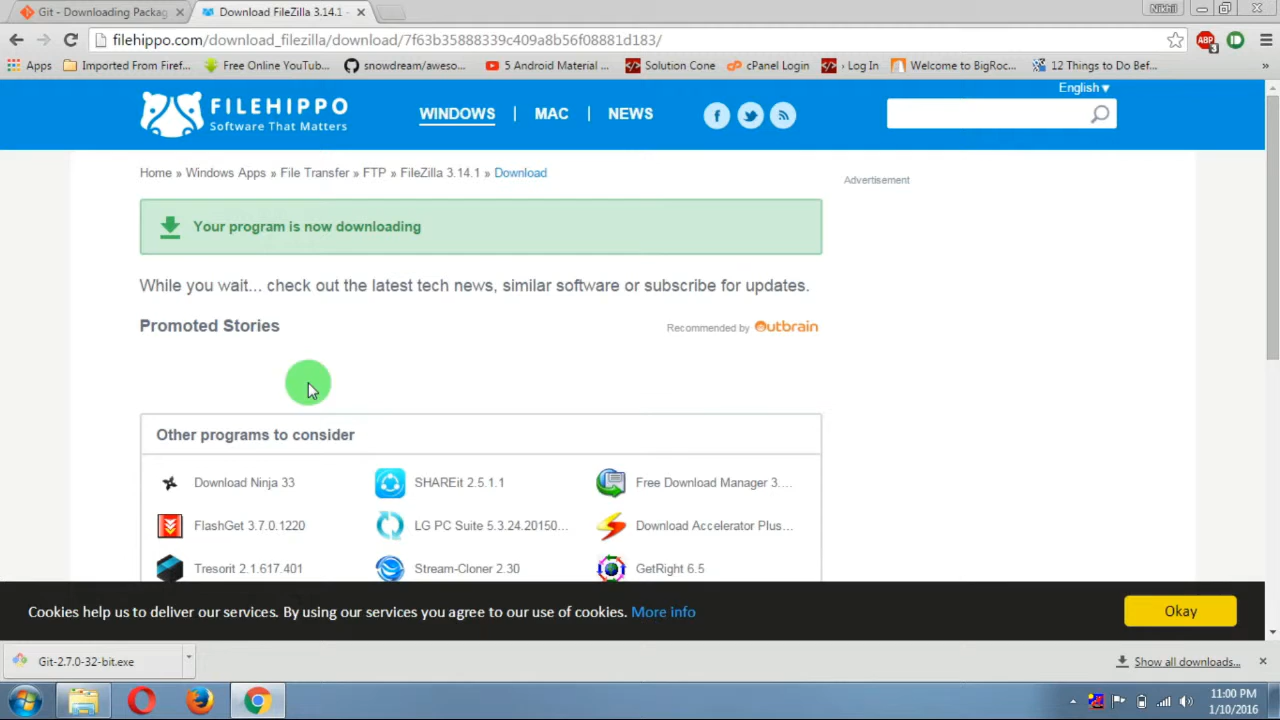 Git - Downloading Packag
Download FileZilla 3.14.1 -
Nikhil
filehippo.com/download_filezilla/download/7f63b35888339c409a8b56f08881d183/
ABP
3
Apps
Imported From Firef...
Free Online YouTub...
snowdream/aweso...
5 Android Material ...
Solution Cone
cPanel Login
› Log In
Welcome to BigRoc...
12 Things to Do Bef...
»
English▼
FILEHIPPO
Software That Matters
WINDOWS | MAC | NEWS
Home » Windows Apps » File Transfer » FTP » FileZilla 3.14.1 » Download
Advertisement
Your program is now downloading
While you wait... check out the latest tech news, similar software or subscribe for updates.
Promoted Stories
Recommended by Outbrain
Other programs to consider
Download Ninja 33
SHAREit 2.5.1.1
Free Download Manager 3....
FlashGet 3.7.0.1220
LG PC Suite 5.3.24.20150...
Download Accelerator Plus...
Tresorit 2.1.617.401
Stream-Cloner 2.30
GetRight 6.5
Cookies help us to deliver our services. By using our services you agree to our use of cookies. More info
Okay
Git-2.7.0-32-bit.exe
Show all downloads...
11:00 PM
1/10/2016